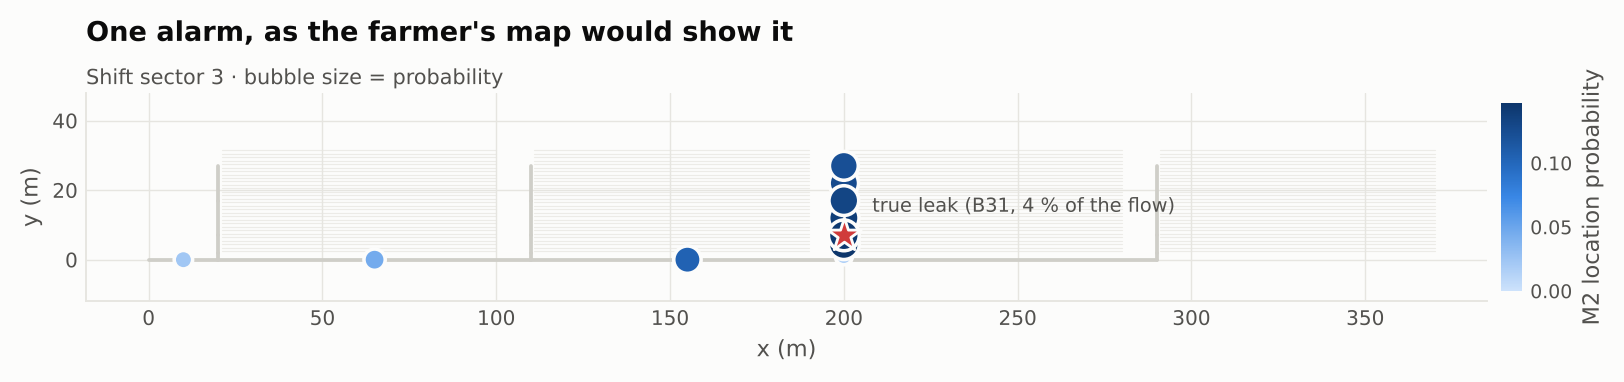 One alarm, as the farmer's map would show it
Shift sector 3 · bubble size = probability
40
20
0
y (m)
true leak (B31, 4 % of the flow)
0
50
100
150
200
250
300
350
x (m)
0.10
0.05
0.00
M2 location probability